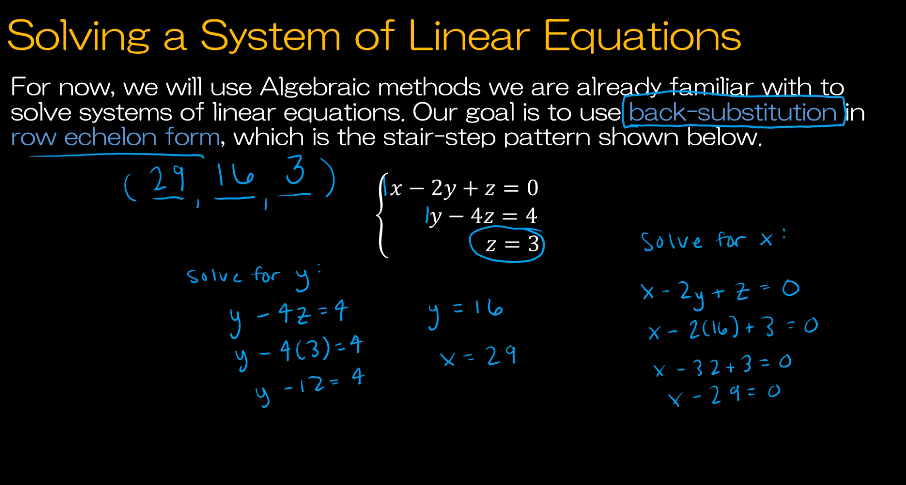 Solving a System of Linear Equations
For now, we will use Algebraic methods we are already familiar with to
solve systems of linear equations. Our goal is to use back-substitution in
row echelon form, which is the stair-step pattern shown below.
(29, 16, 3)
1x − 2y + z = 0
1y − 4z = 4
z = 3
Solve for y:
y - 4z = 4
y - 4(3) = 4
y - 12 = 4
y = 16
x = 29
Solve for x:
x - 2y + z = 0
x - 2(16) + 3 = 0
x - 32 + 3 = 0
x - 29 = 0